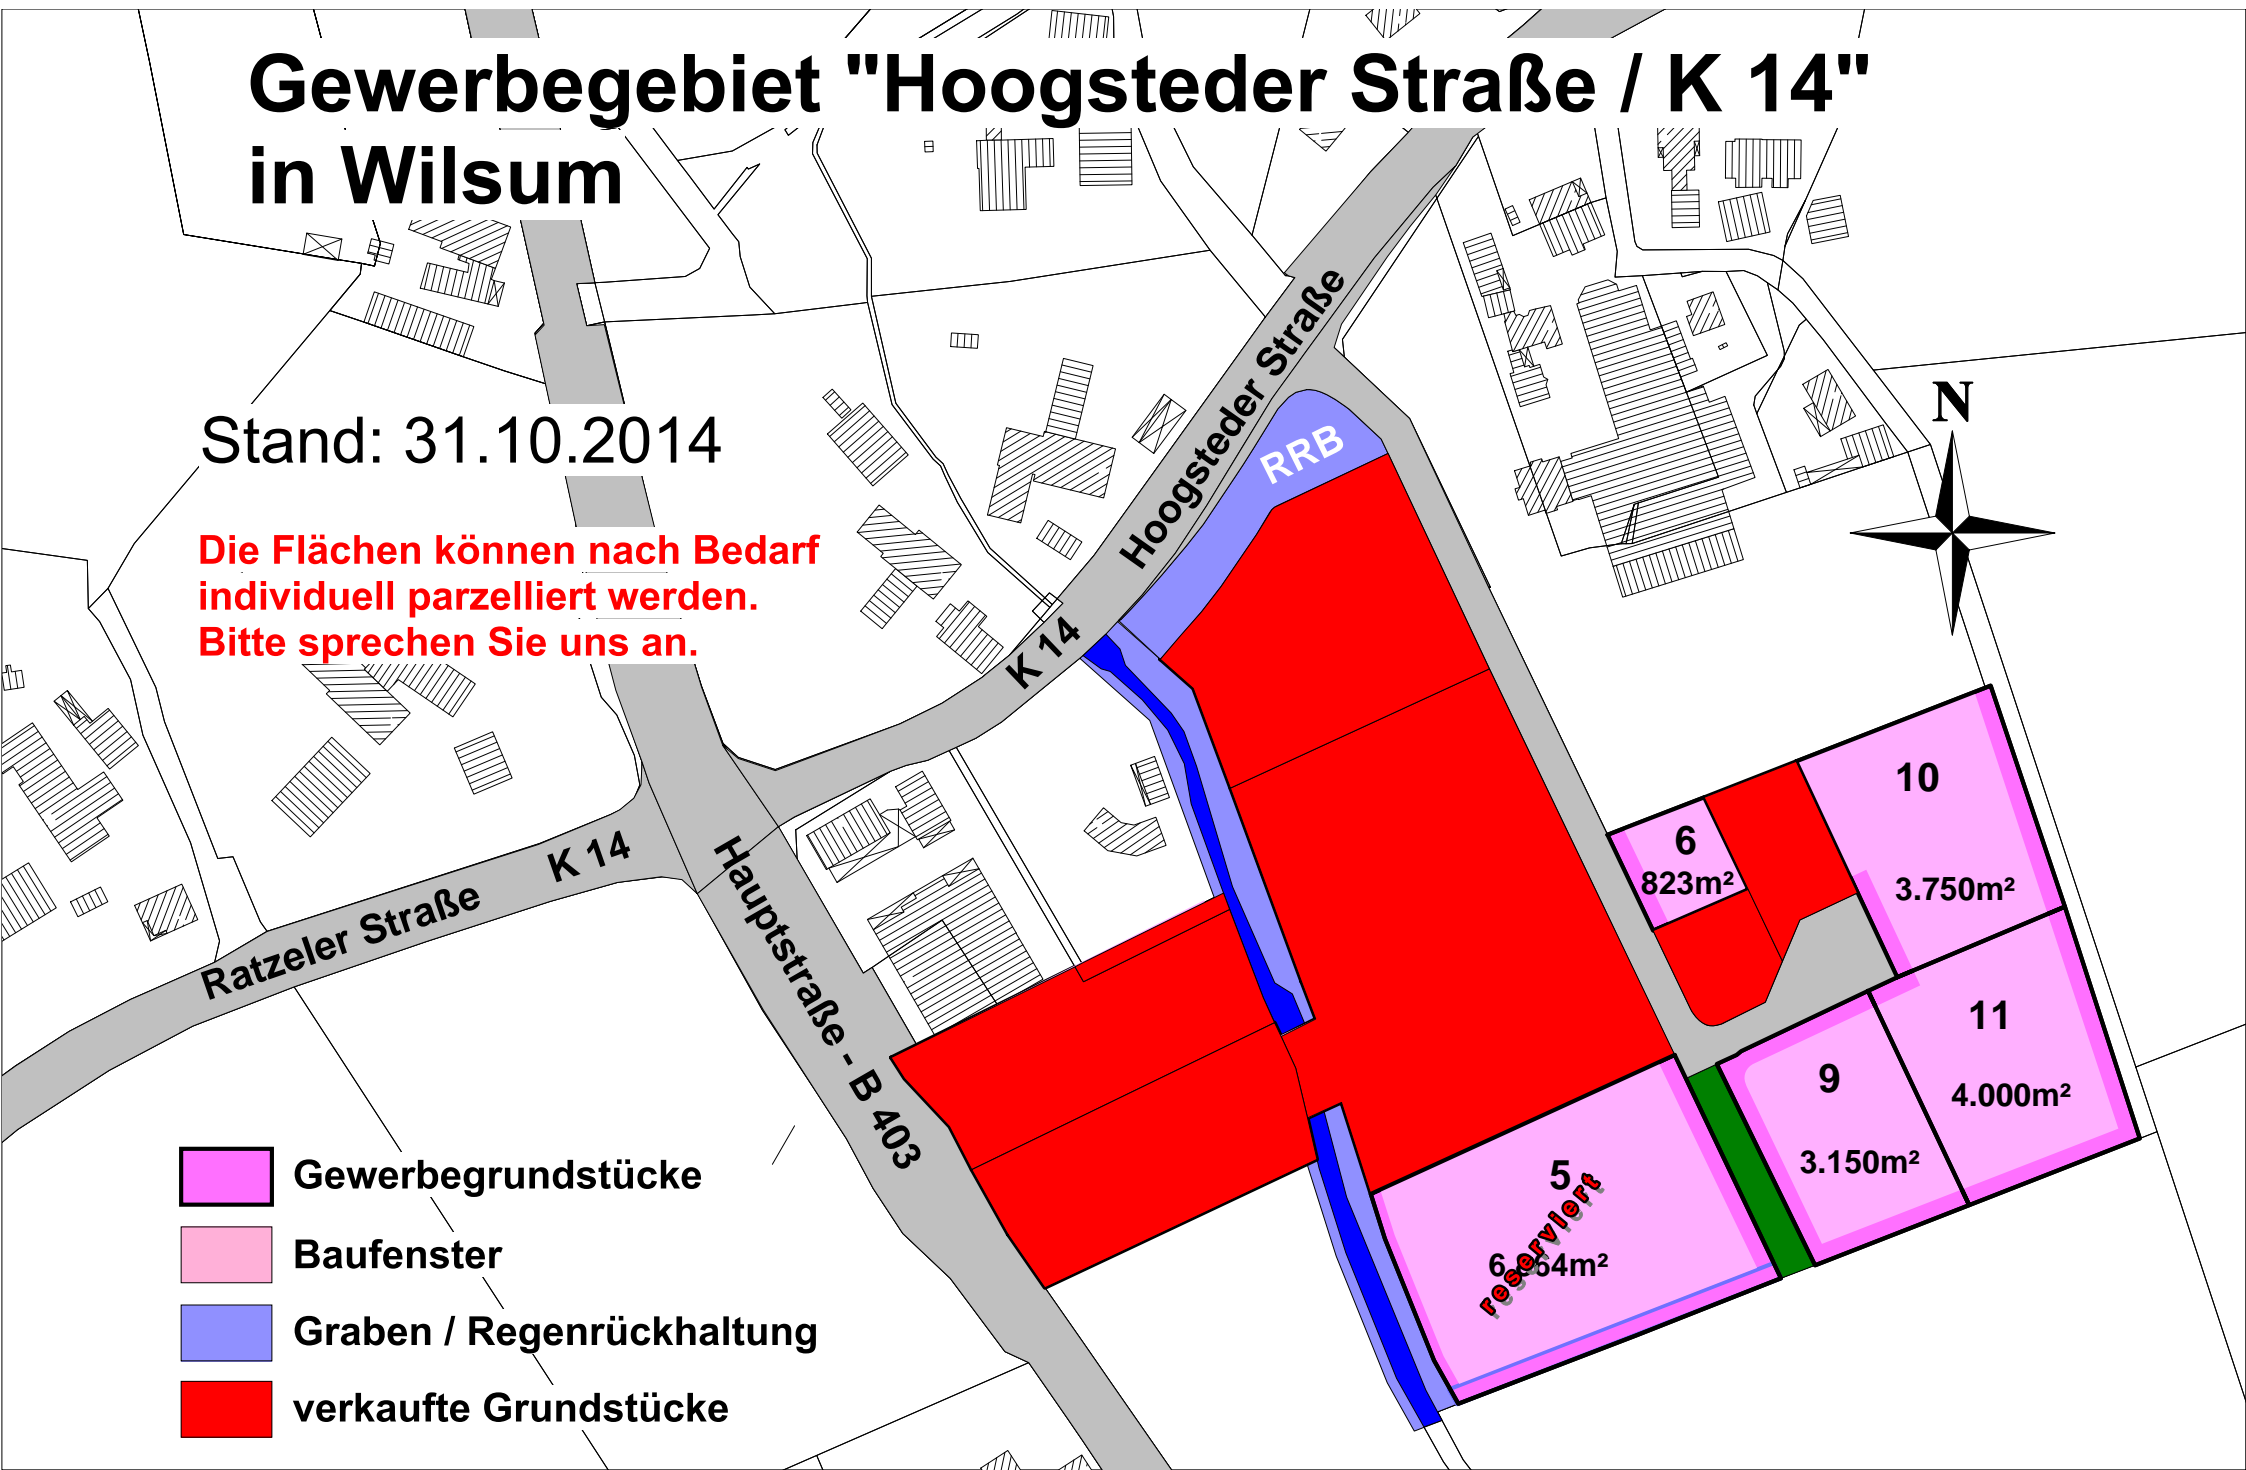 Gewerbegebiet "Hoogsteder Straße / K 14"
in Wilsum
Stand: 31.10.2014
Die Flächen können nach Bedarf
individuell parzelliert werden.
Bitte sprechen Sie uns an.
N
Hoogsteder Straße
RRB
K 14
K 14
Ratzeler Straße
Hauptstraße - B 403
10
3.750m²
6
823m²
11
4.000m²
9
3.150m²
5
reserviert
Gewerbegrundstücke
Baufenster
Graben / Regenrückhaltung
verkaufte Grundstücke